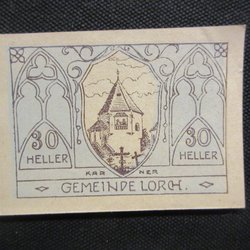 30 30
HELLER HELLER
KAR NER
GEMEINDE LORCH.